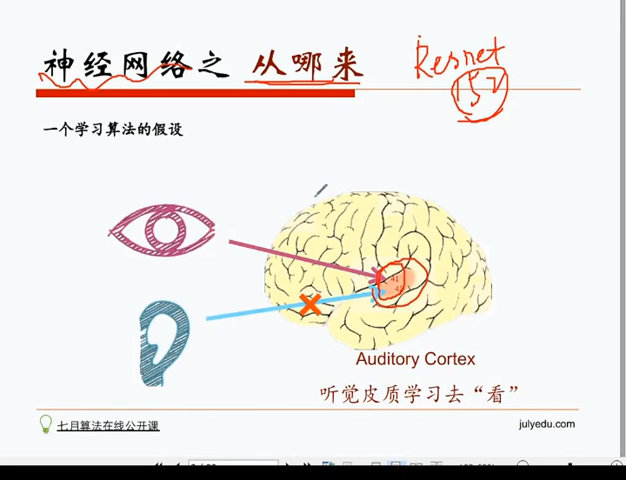 神经网络之 从哪来
Resnet
152
一个学习算法的假设
41
42
Auditory Cortex
听觉皮质学习去“看”
七月算法在线公开课
julyedu.com